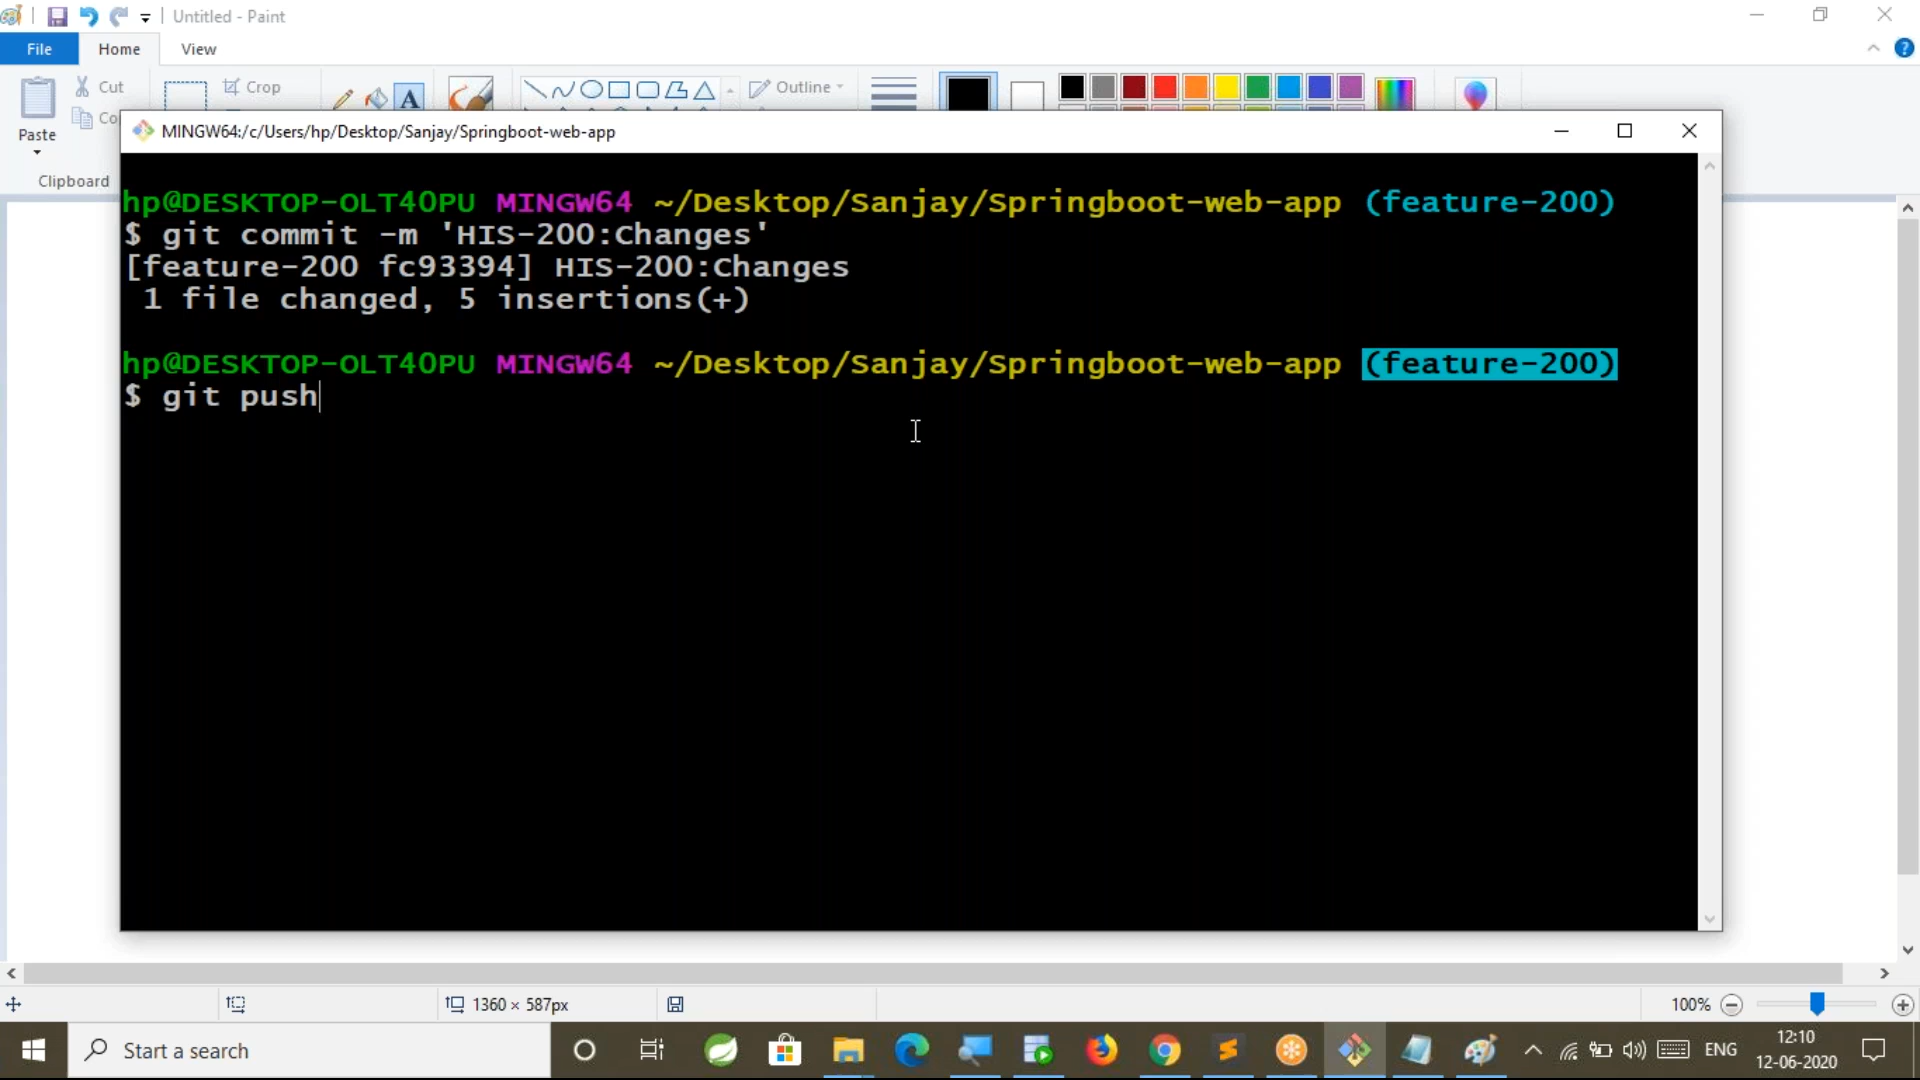 Untitled - Paint
File Home View
Cut
Crop
Outline
Paste
Clipboard
MINGW64:/c/Users/hp/Desktop/Sanjay/Springboot-web-app
hp@DESKTOP-OLT40PU MINGW64 ~/Desktop/Sanjay/Springboot-web-app (feature-200)
$ git commit -m 'HIS-200:Changes'
[feature-200 fc93394] HIS-200:Changes
1 file changed, 5 insertions(+)
hp@DESKTOP-OLT40PU MINGW64 ~/Desktop/Sanjay/Springboot-web-app (feature-200)
$ git push
1360 × 587px
100%
Start a search
ENG
12:10
12-06-2020